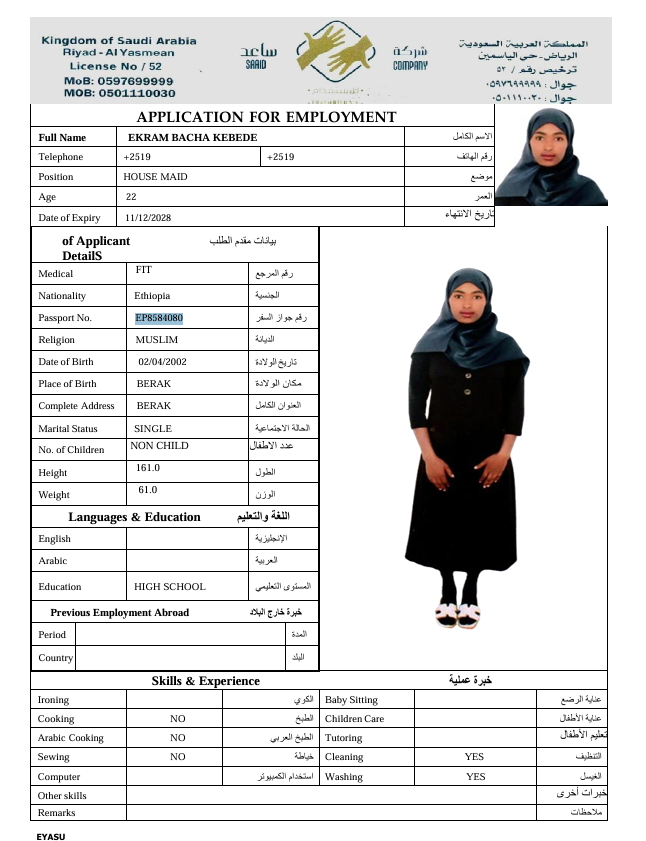 Kingdom of Saudi Arabia
Riyad - Al Yasmean
License No / 52
MoB: 0597699999
MOB: 0501110030
ساعد
SAAID
شركة
COMPANY
المملكة العربية السعودية
الرياض-حي الياسمين
ترخيص رقم / ٥٢
جوال : ٠٥٩٧٦٩٩٩٩٩
جوال : ٠٥٠١١١٠٠٣٠
APPLICATION FOR EMPLOYMENT
Full Name EKRAM BACHA KEBEDE الاسم الكامل
Telephone +2519 +2519 رقم الهاتف
Position HOUSE MAID موضع
Age 22 العمر
Date of Expiry 11/12/2028 تاريخ الانتهاء
of Applicant بيانات مقدم الطلب
DetailS
Medical FIT رقم المرجع
Nationality Ethiopia الجنسية
Passport No. EP8584080 رقم جواز السفر
Religion MUSLIM الديانة
Date of Birth 02/04/2002 تاريخ الولادة
Place of Birth BERAK مكان الولادة
Complete Address BERAK العنوان الكامل
Marital Status SINGLE الحالة الاجتماعية
No. of Children NON CHILD عدد الاطفال
Height 161.0 الطول
Weight 61.0 الوزن
Languages & Education اللغة والتعليم
English الإنجليزية
Arabic العربية
Education HIGH SCHOOL المستوى التعليمي
Previous Employment Abroad خبرة خارج البلاد
Period المدة
Country البلد
Skills & Experience خبرة عملية
Ironing الكوي Baby Sitting عناية الرضع
Cooking NO الطبخ Children Care عناية الأطفال
Arabic Cooking NO الطبخ العربي Tutoring تعليم الأطفال
Sewing NO خياطة Cleaning YES التنظيف
Computer استخدام الكمبيوتر Washing YES الغيسل
Other skills خبرات أخرى
Remarks ملاحظات
EYASU